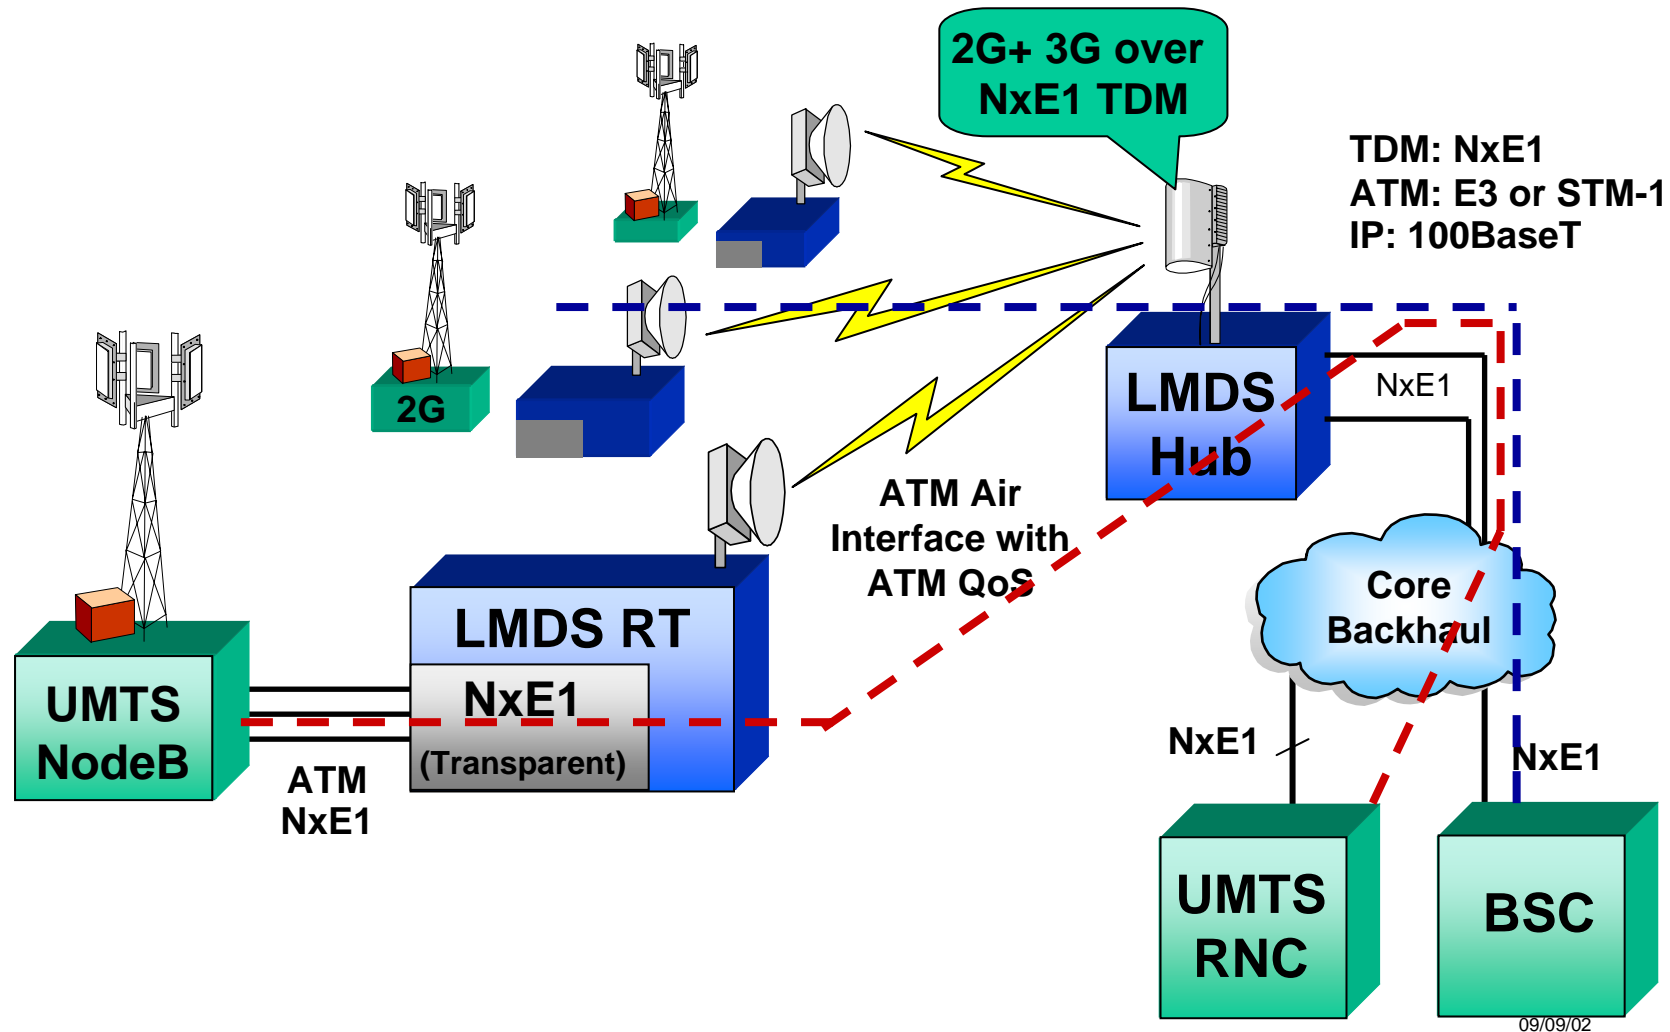 2G+ 3G over
NxE1 TDM
TDM: NxE1
ATM: E3 or STM-1
IP: 100BaseT
2G
LMDS
Hub
NxE1
ATM Air
Interface with
ATM QoS
Core
Backhaul
LMDS RT
NxE1
(Transparent)
UMTS
NodeB
ATM
NxE1
NxE1
NxE1
UMTS
RNC
BSC
09/09/02